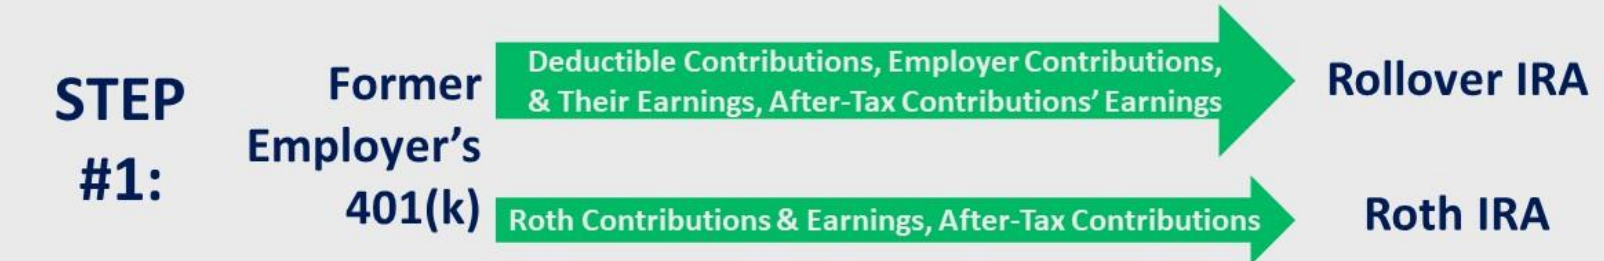 STEP
#1:
Former
Employer’s
401(k)
Deductible Contributions, Employer Contributions,
& Their Earnings, After-Tax Contributions’ Earnings
Rollover IRA
Roth Contributions & Earnings, After-Tax Contributions
Roth IRA